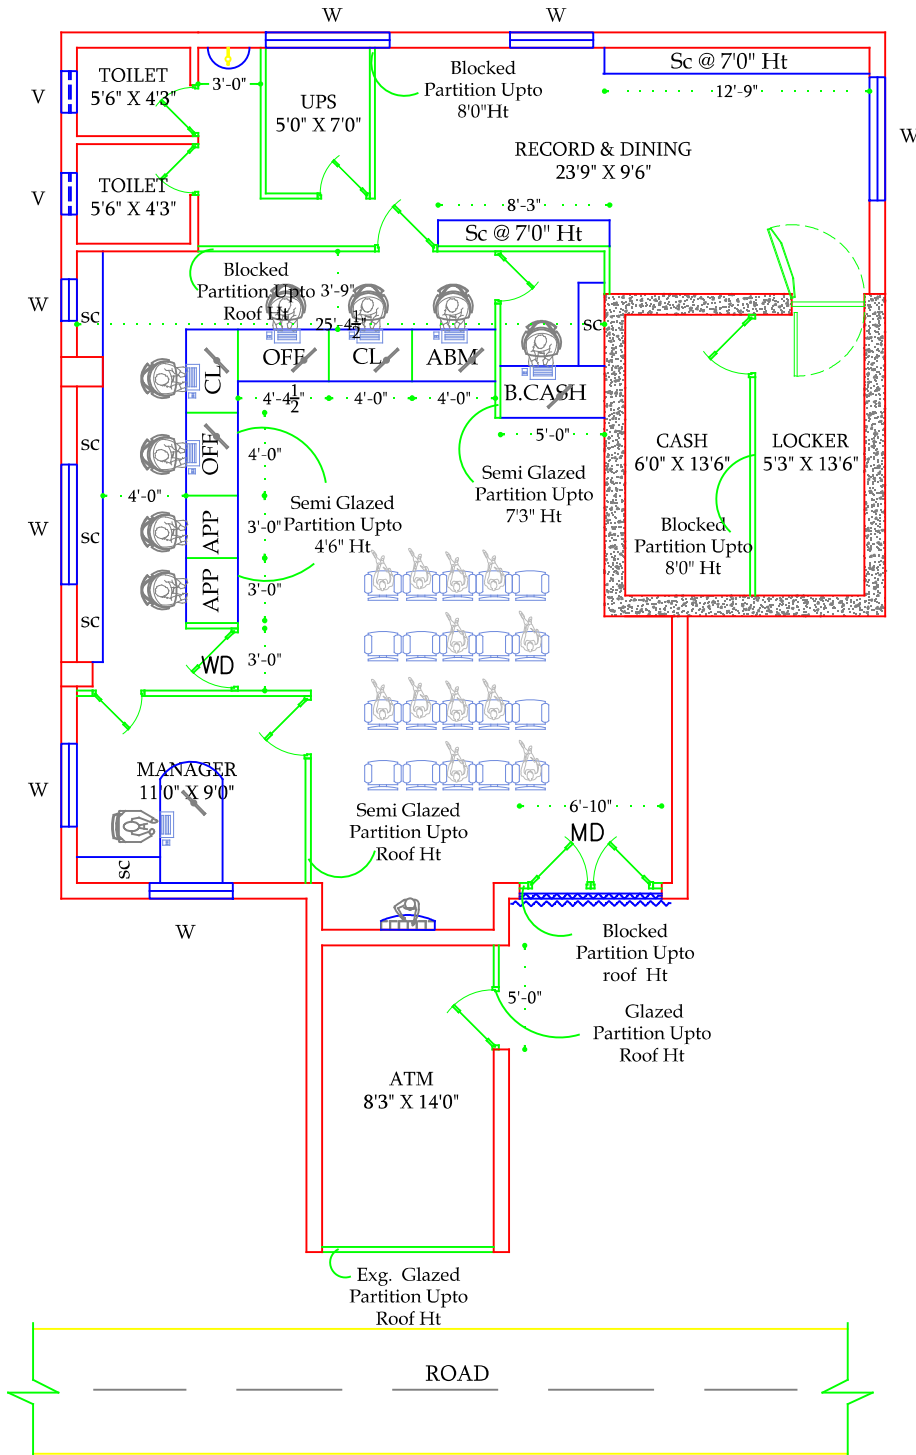 W
W
TOILET
5'6" X 4'3"
3'-0"
UPS
5'0" X 7'0"
Blocked
Partition Upto
8'0"Ht
Sc @ 7'0" Ht
12'-9"
V
W
RECORD & DINING
23'9" X 9'6"
TOILET
5'6" X 4'3"
V
8'-3"
Sc @ 7'0" Ht
Blocked
Partition Upto
Roof Ht
3'-9"
25'-4 1/2"
W
sc
sc
OFF
CL
ABM
CL
B.CASH
4'-4 1/2"
4'-0"
4'-0"
5'-0"
sc
OFF
4'-0"
CASH
6'0" X 13'6"
LOCKER
5'3" X 13'6"
4'-0"
Semi Glazed
Partition Upto
4'6" Ht
Semi Glazed
Partition Upto
7'3" Ht
W
sc
APP
3'-0"
Blocked
Partition Upto
8'0" Ht
APP
3'-0"
sc
WD
3'-0"
MANAGER
11'0" X 9'0"
W
sc
Semi Glazed
Partition Upto
Roof Ht
6'-10"
MD
W
Blocked
Partition Upto
roof Ht
5'-0"
Glazed
Partition Upto
Roof Ht
ATM
8'3" X 14'0"
Exg. Glazed
Partition Upto
Roof Ht
ROAD